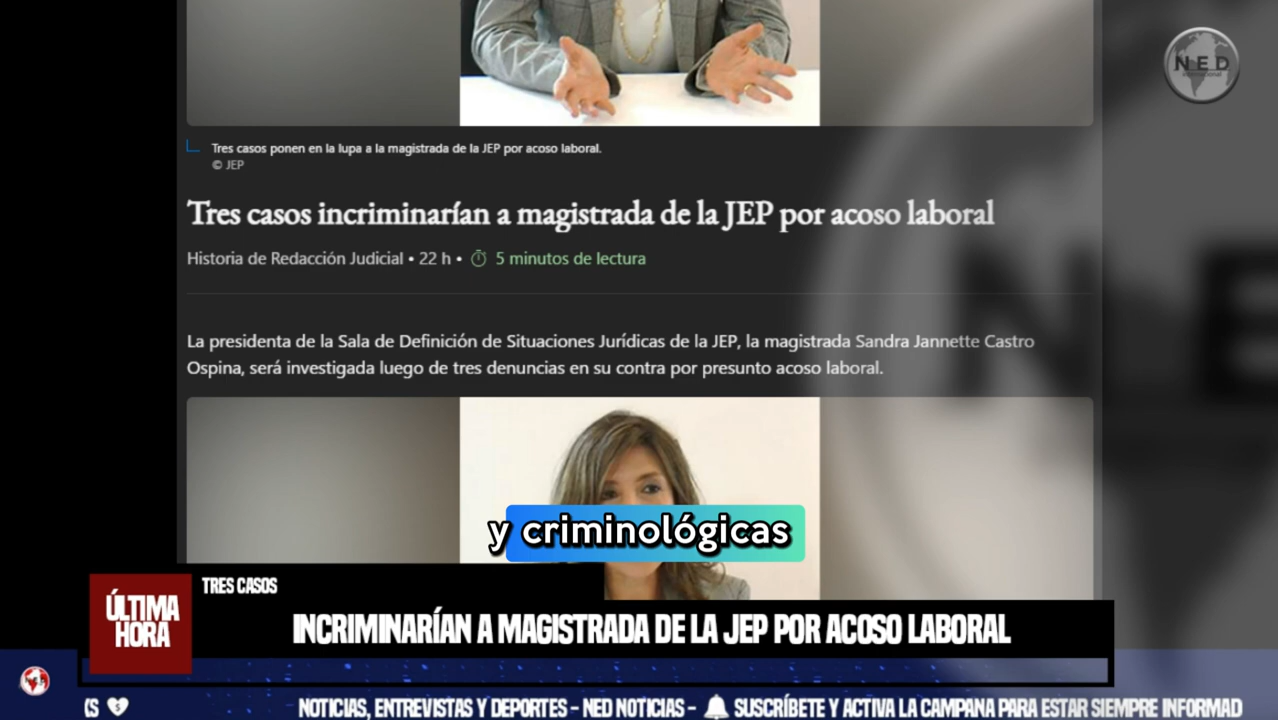 NED
International
Tres casos ponen en la lupa a la magistrada de la JEP por acoso laboral.
© JEP
Tres casos incriminarían a magistrada de la JEP por acoso laboral
Historia de Redacción Judicial • 22 h • 5 minutos de lectura
La presidenta de la Sala de Definición de Situaciones Jurídicas de la JEP, la magistrada Sandra Jannette Castro
Ospina, será investigada luego de tres denuncias en su contra por presunto acoso laboral.
y criminológicas
TRES CASOS
ÚLTIMA
HORA
INCRIMINARÍAN A MAGISTRADA DE LA JEP POR ACOSO LABORAL
CS NOTICIAS, ENTREVISTAS Y DEPORTES - NED NOTICIAS - SUSCRÍBETE Y ACTIVA LA CAMPANA PARA ESTAR SIEMPRE INFORMAD